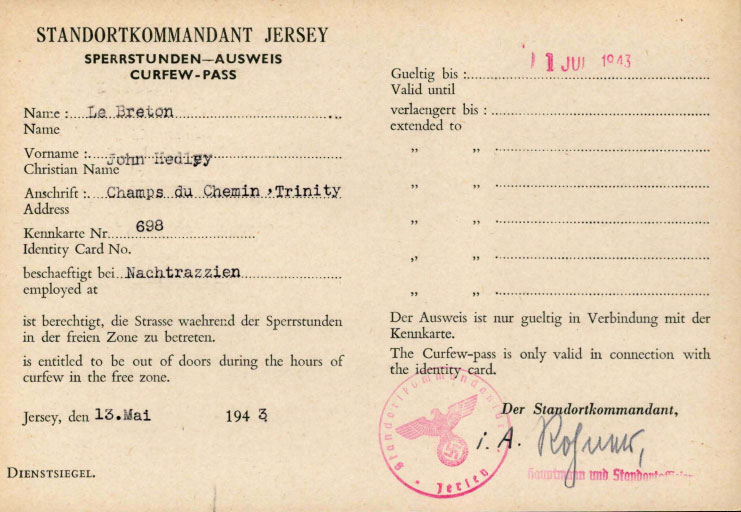 STANDORTKOMMANDANT JERSEY
SPERRSTUNDEN—AUSWEIS
CURFEW-PASS
Name : Le Breton
Name
Vorname : John
Christian Name
Anschrift : Champs du Chemin, Trinity
Address
Kennkarte Nr. 698
Identity Card No.
beschaeftigt bei Nachtrazzien
employed at
ist berechtigt, die Strasse waehrend der Sperrstunden
in der freien Zone zu betreten.
is entitled to be out of doors during the hours of
curfew in the free zone.
Jersey, den 13.Mai 1943
DIENSTSIEGEL.
Gueltig bis : 1 JUL 1943
Valid until
verlaengert bis :
extended to
„ „
„ „
„ „
„ „
„ „
Der Ausweis ist nur gueltig in Verbindung mit der
Kennkarte.
The Curfew-pass is only valid in connection with
the identity card.
Der Standortkommandant,
i. A.
Hauptmann und
Standortkommandantur
Jersey